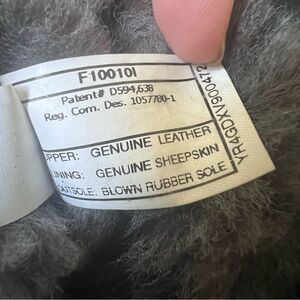 F10010I
Patent# D594,638
Reg. Com. Des. 1057780-1
UPPER: GENUINE LEATHER
LINING: GENUINE SHEEPSKIN
OUTSOLE: BLOWN RUBBER SOLE
YR4GDXV900472